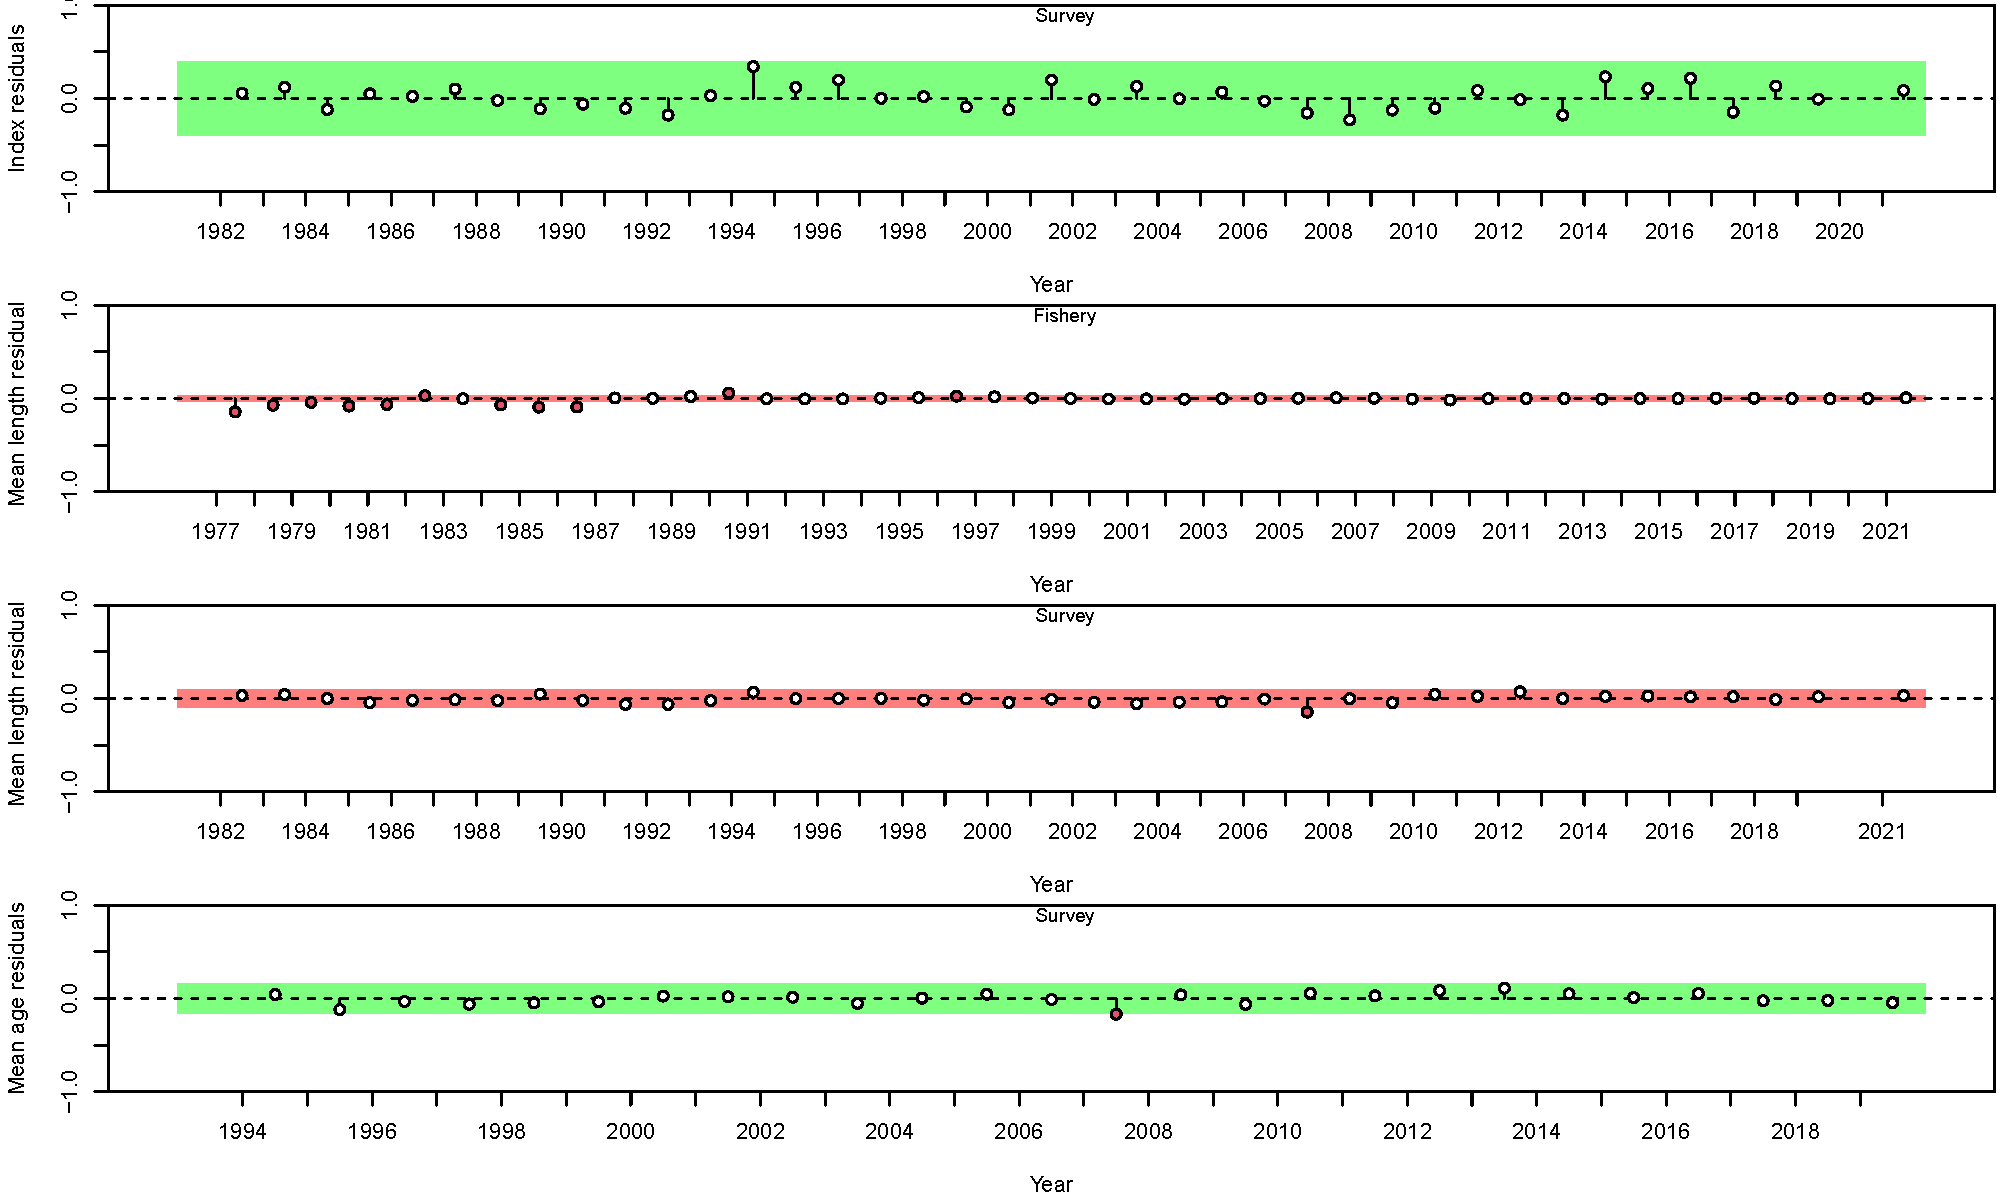 Survey
Index residuals
1.0
0.0
−1.0
1982 1984 1986 1988 1990 1992 1994 1996 1998 2000 2002 2004 2006 2008 2010 2012 2014 2016 2018 2020
Year
Fishery
Mean length residual
1.0
0.0
−1.0
1977 1979 1981 1983 1985 1987 1989 1991 1993 1995 1997 1999 2001 2003 2005 2007 2009 2011 2013 2015 2017 2019 2021
Year
Survey
Mean length residual
1.0
0.0
−1.0
1982 1984 1986 1988 1990 1992 1994 1996 1998 2000 2002 2004 2006 2008 2010 2012 2014 2016 2018 2021
Year
Survey
Mean age residuals
1.0
0.0
−1.0
1994 1996 1998 2000 2002 2004 2006 2008 2010 2012 2014 2016 2018
Year